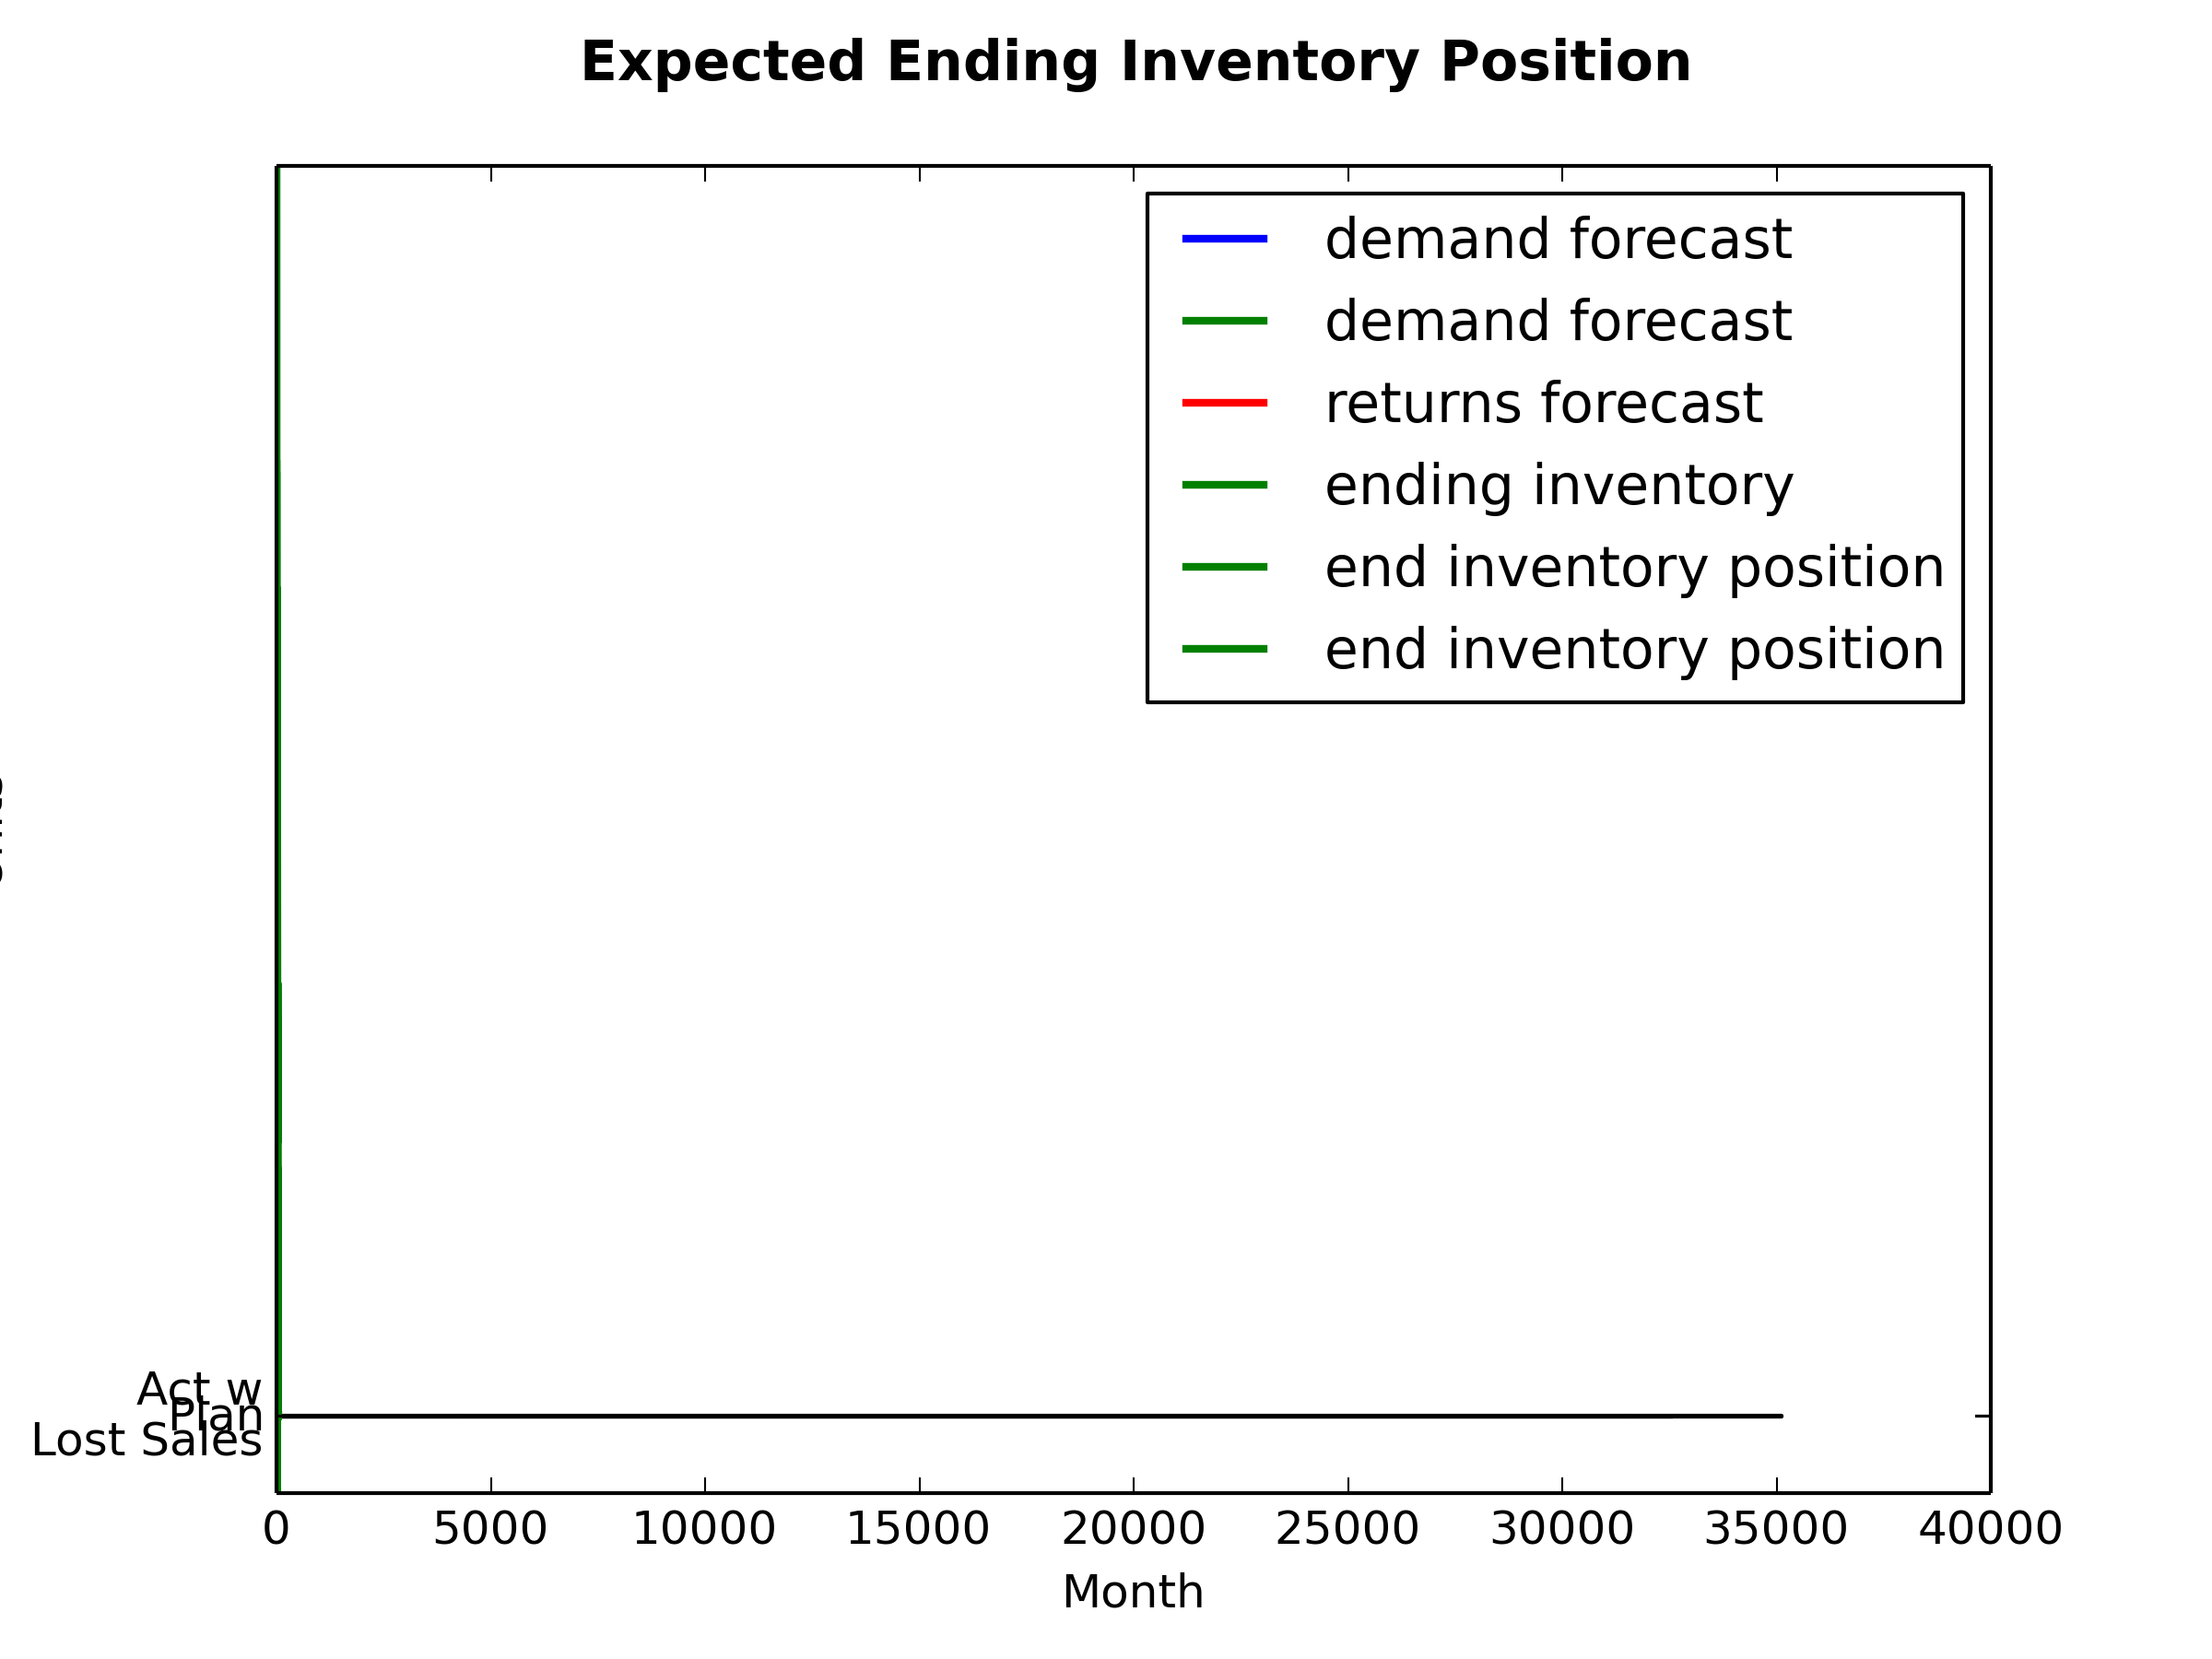 Expected Ending Inventory Position
demand forecast
demand forecast
returns forecast
ending inventory
end inventory position
end inventory position
Act w
Plan
Lost Sales
0 5000 10000 15000 20000 25000 30000 35000 40000
Month